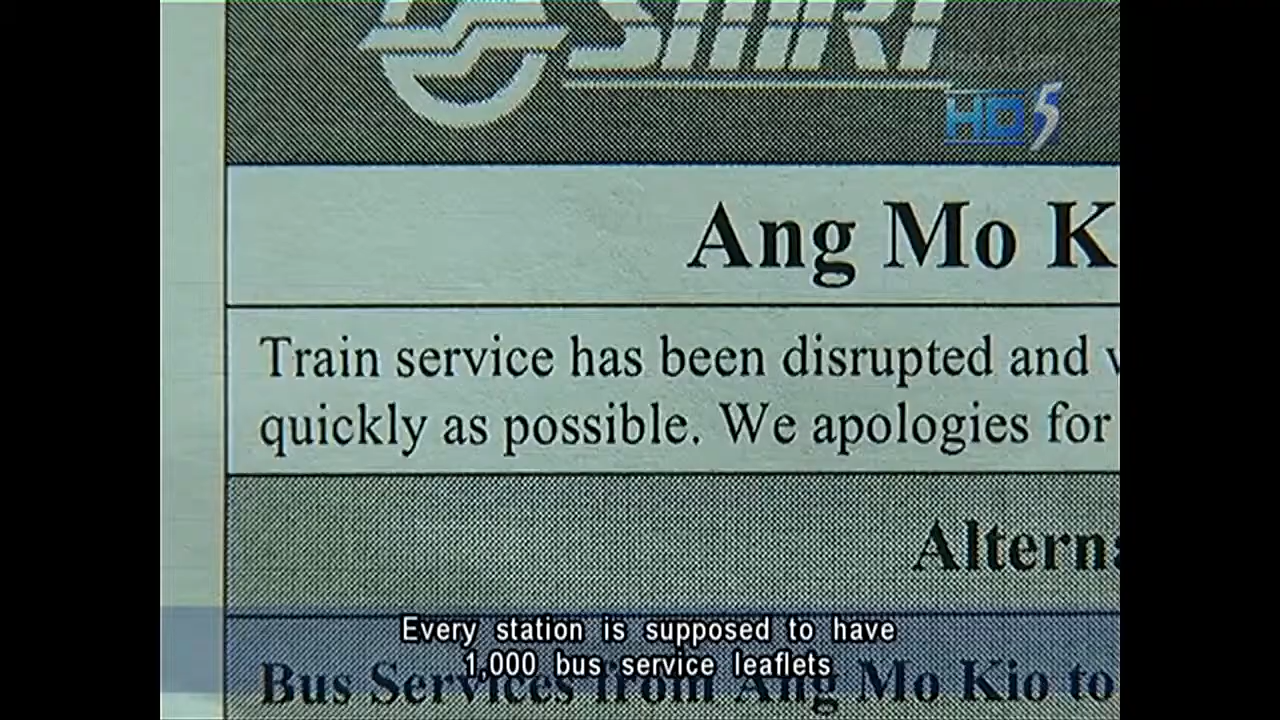 SMRT
HD5
Ang Mo K
Train service has been disrupted and
quickly as possible. We apologies for
Altern
Every station is supposed to have
1,000 bus service leaflets
Bus Services from Ang Mo Kio to